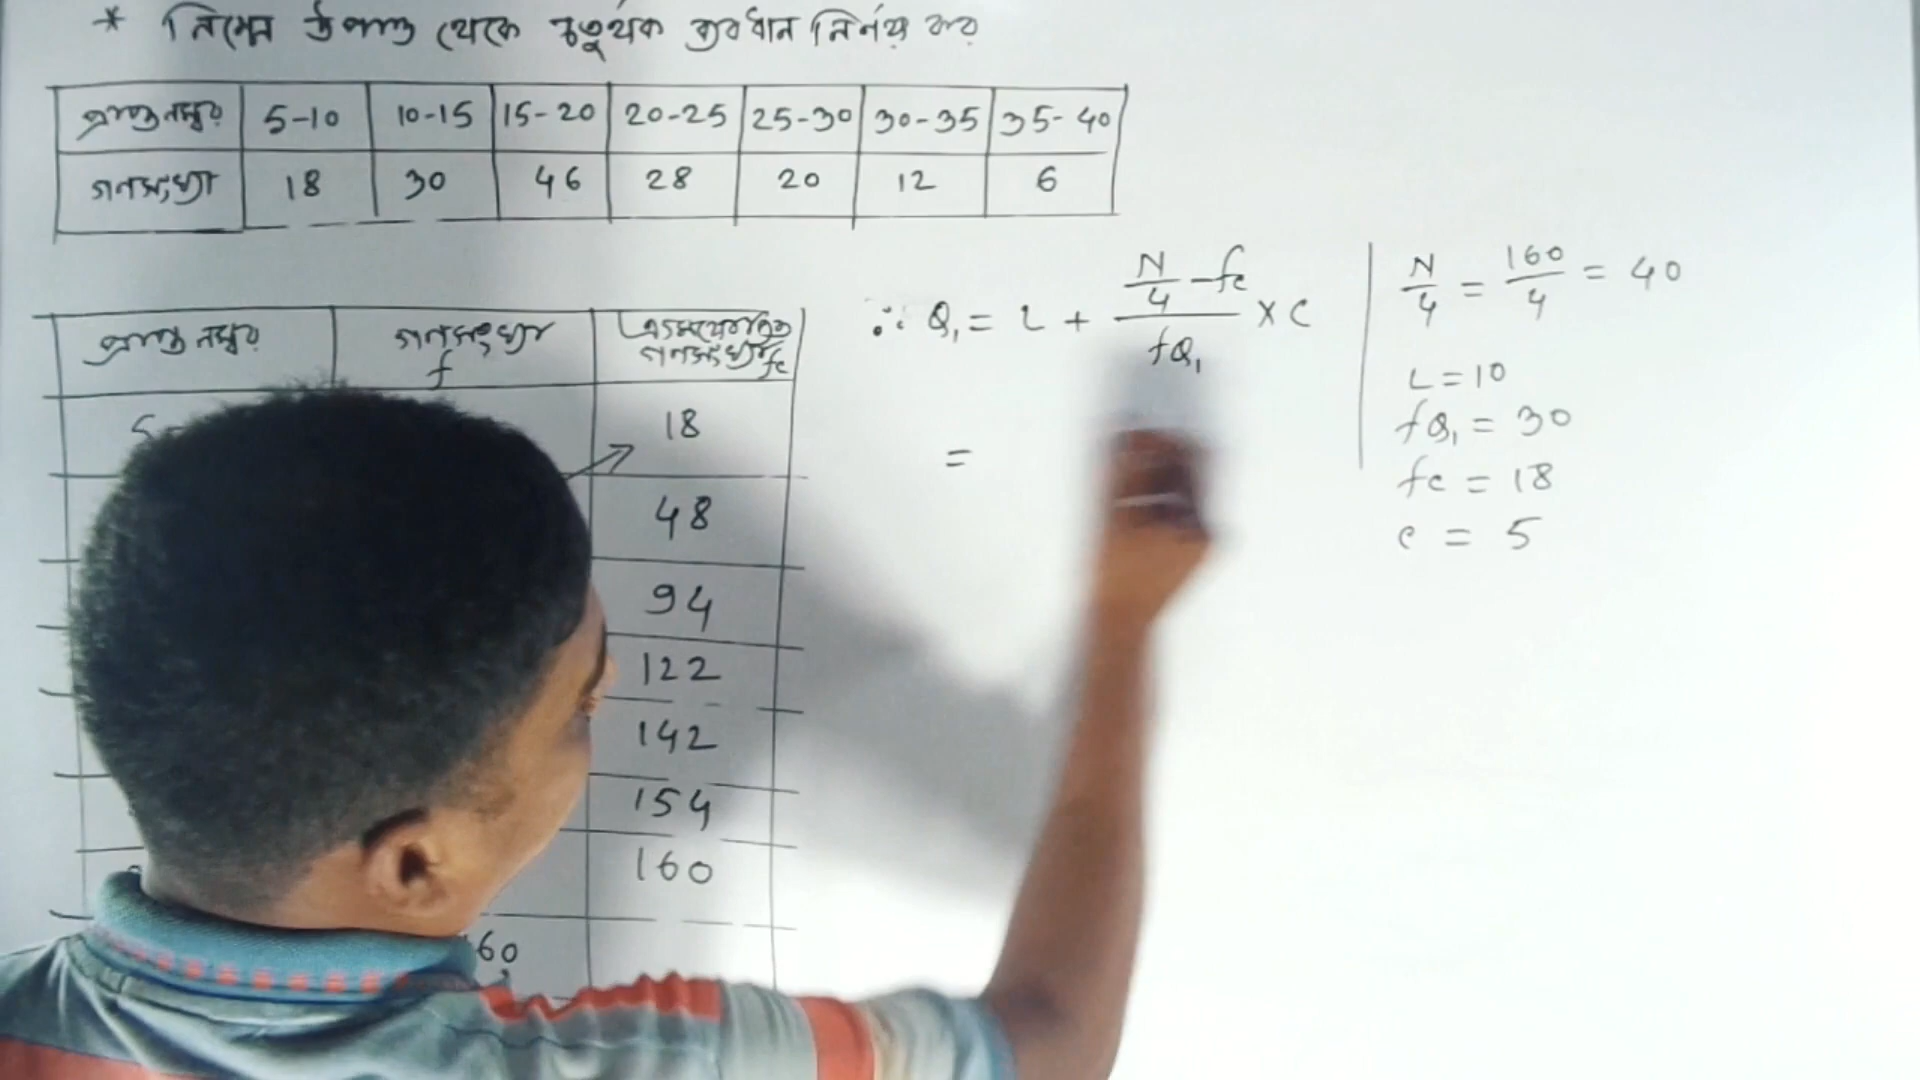 * নিম্নের উপাত্ত থেকে চতুর্থক ব্যবধান নির্ণয় কর
প্রাপ্ত নম্বর 5-10 10-15 15-20 20-25 25-30 30-35 35-40
গনসংখ্যা 18 30 46 28 20 12 6
প্রাপ্ত নম্বর গনসংখ্যা f ক্রমযোজিত গনসংখ্যা fc
18
48
94
122
142
154
160
60
∴ Q₁ = L + (N/4 - fc)/fQ₁ × C
=
N/4 = 160/4 = 40
L = 10
fQ₁ = 30
fc = 18
c = 5